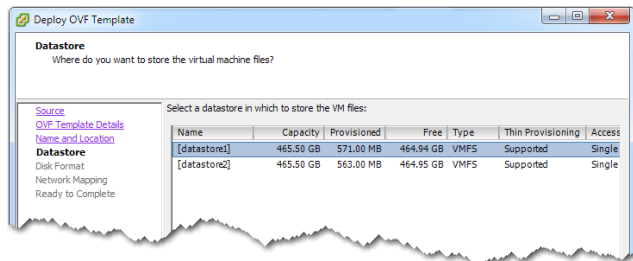 Deploy OVF Template
Datastore
Where do you want to store the virtual machine files?
Source
OVF Template Details
Name and Location
Datastore
Disk Format
Network Mapping
Ready to Complete
Select a datastore in which to store the VM files:
Name Capacity Provisioned Free Type Thin Provisioning Access
[datastore1] 465.50 GB 571.00 MB 464.94 GB VMFS Supported Single
[datastore2] 465.50 GB 563.00 MB 464.95 GB VMFS Supported Single